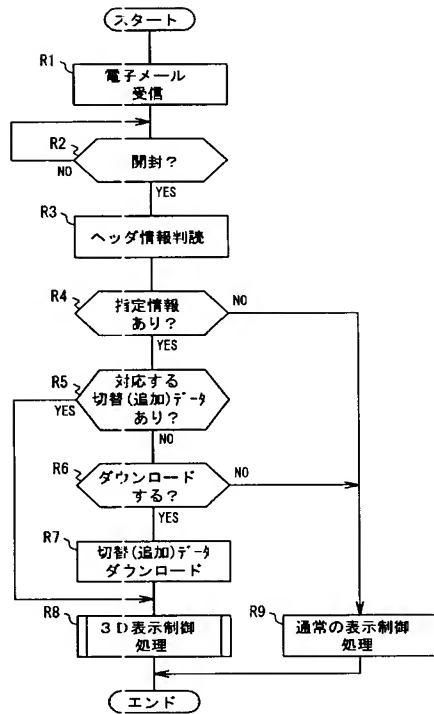 スタート
R1
電子メール
受信
R2
開封?
NO
YES
R3
ヘッダ情報判読
R4
指定情報
あり?
NO
YES
R5
対応する
切替(追加)データ
あり?
YES
NO
R6
ダウンロード
する?
NO
YES
R7
切替(追加)データ
ダウンロード
R8
3D表示制御
処理
R9
通常の表示制御
処理
エンド